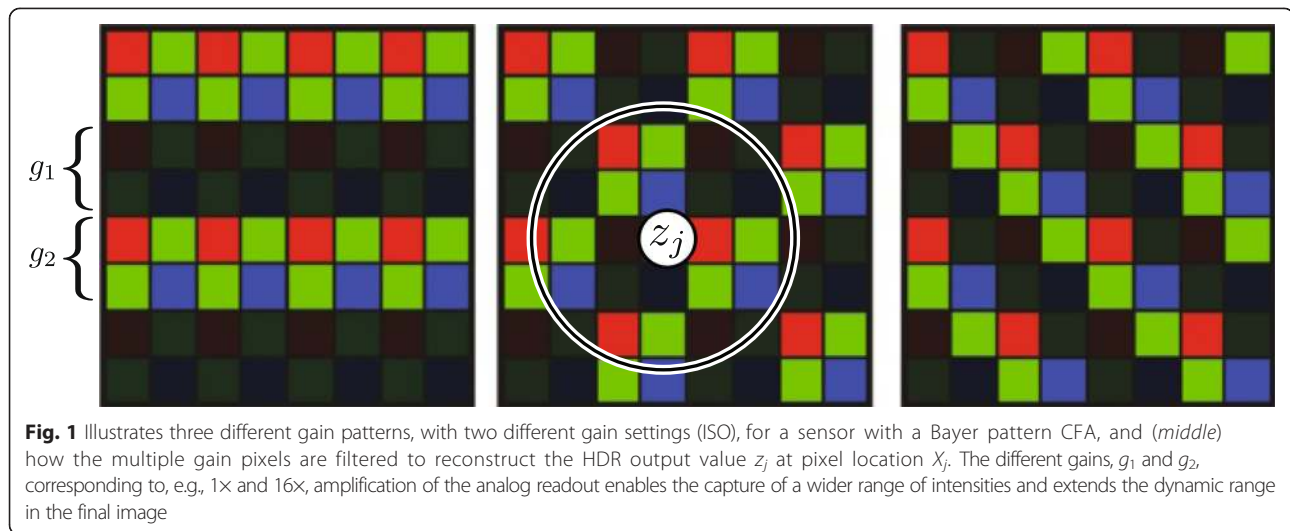 g₁
g₂
zⱼ
Fig. 1 Illustrates three different gain patterns, with two different gain settings (ISO), for a sensor with a Bayer pattern CFA, and (middle)
how the multiple gain pixels are filtered to reconstruct the HDR output value zⱼ at pixel location Xⱼ. The different gains, g₁ and g₂,
corresponding to, e.g., 1× and 16×, amplification of the analog readout enables the capture of a wider range of intensities and extends the dynamic range
in the final image